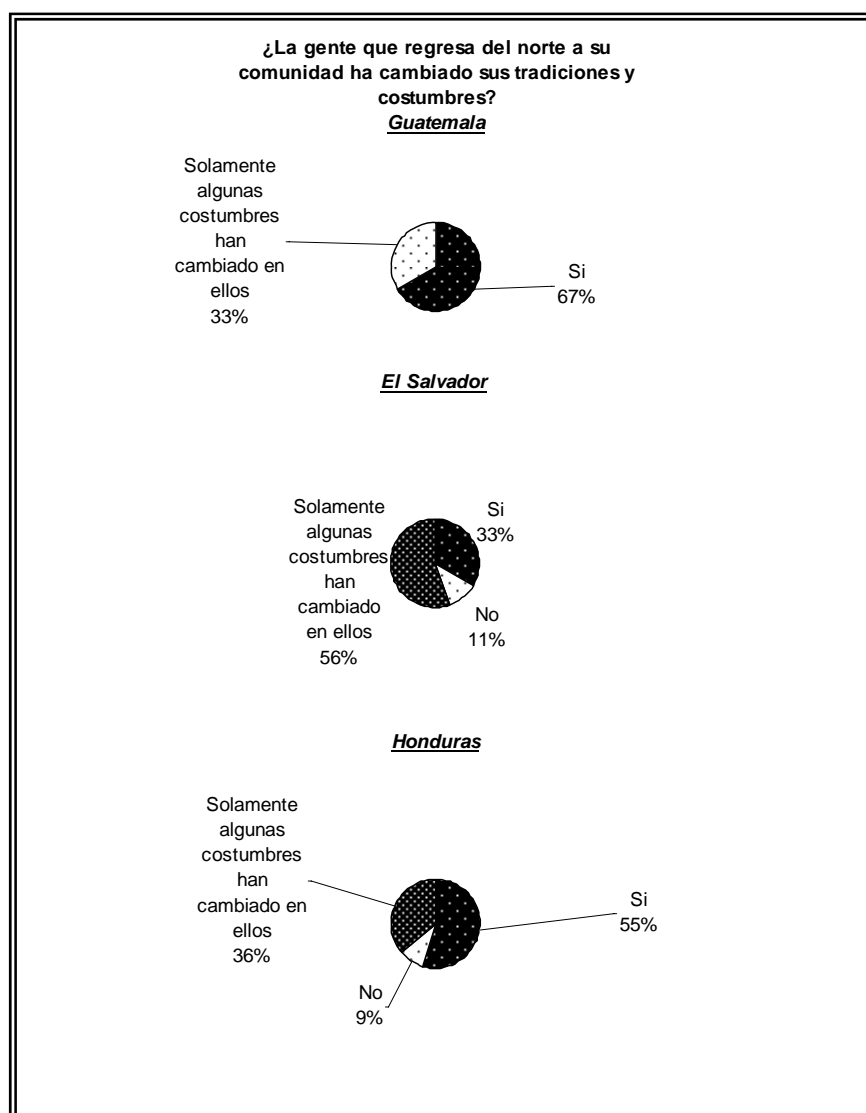 ¿La gente que regresa del norte a su
comunidad ha cambiado sus tradiciones y
costumbres?
Guatemala
Solamente
algunas
costumbres
han
cambiado en
ellos
33%
Si
67%
El Salvador
Solamente
algunas
costumbres
han
cambiado
en ellos
56%
Si
33%
No
11%
Honduras
Solamente
algunas
costumbres
han
cambiado en
ellos
36%
Si
55%
No
9%